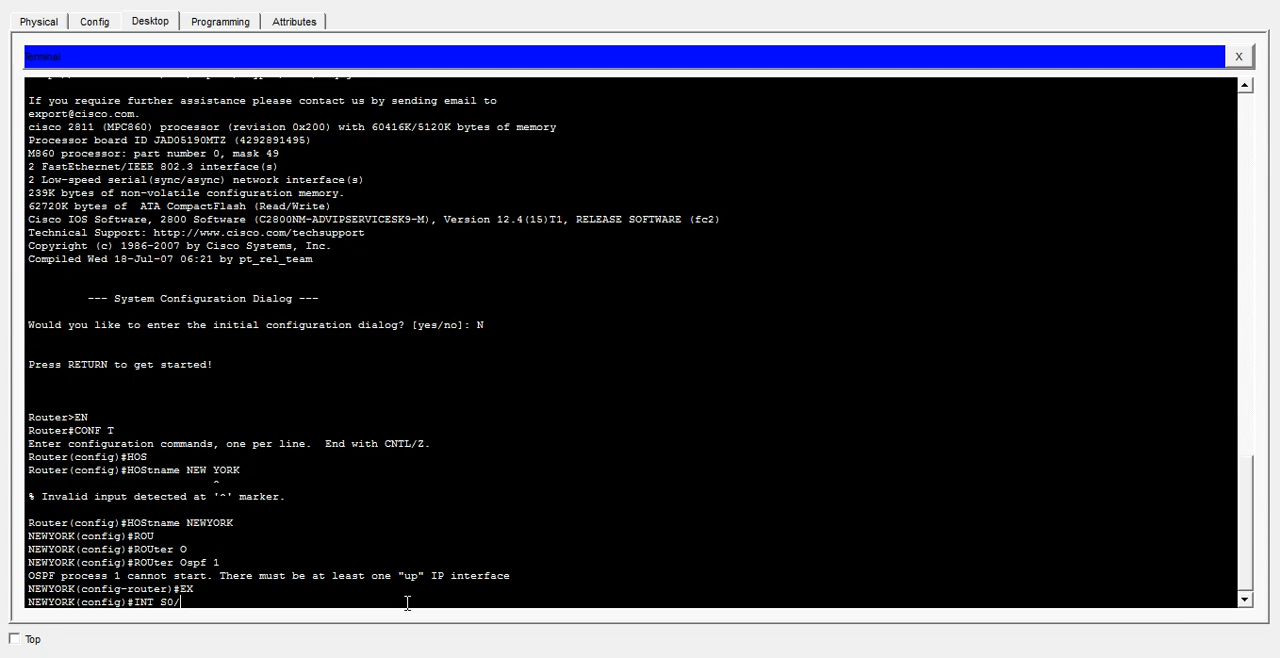 Physical
Config
Desktop
Programming
Attributes
Terminal
X
If you require further assistance please contact us by sending email to
export@cisco.com.
cisco 2811 (MPC860) processor (revision 0x200) with 60416K/5120K bytes of memory
Processor board ID JAD05190MTZ (4292891495)
M860 processor: part number 0, mask 49
2 FastEthernet/IEEE 802.3 interface(s)
2 Low-speed serial(sync/async) network interface(s)
239K bytes of non-volatile configuration memory.
62720K bytes of  ATA CompactFlash (Read/Write)
Cisco IOS Software, 2800 Software (C2800NM-ADVIPSERVICESK9-M), Version 12.4(15)T1, RELEASE SOFTWARE (fc2)
Technical Support: http://www.cisco.com/techsupport
Copyright (c) 1986-2007 by Cisco Systems, Inc.
Compiled Wed 18-Jul-07 06:21 by pt_rel_team
--- System Configuration Dialog ---
Would you like to enter the initial configuration dialog? [yes/no]: N
Press RETURN to get started!
Router>EN
Router#CONF T
Enter configuration commands, one per line.  End with CNTL/Z.
Router(config)#HOS
Router(config)#HOStname NEW YORK
^
% Invalid input detected at '^' marker.
Router(config)#HOStname NEWYORK
NEWYORK(config)#ROU
NEWYORK(config)#ROUter O
NEWYORK(config)#ROUter Ospf 1
OSPF process 1 cannot start. There must be at least one "up" IP interface
NEWYORK(config-router)#EX
NEWYORK(config)#INT S0/
Top